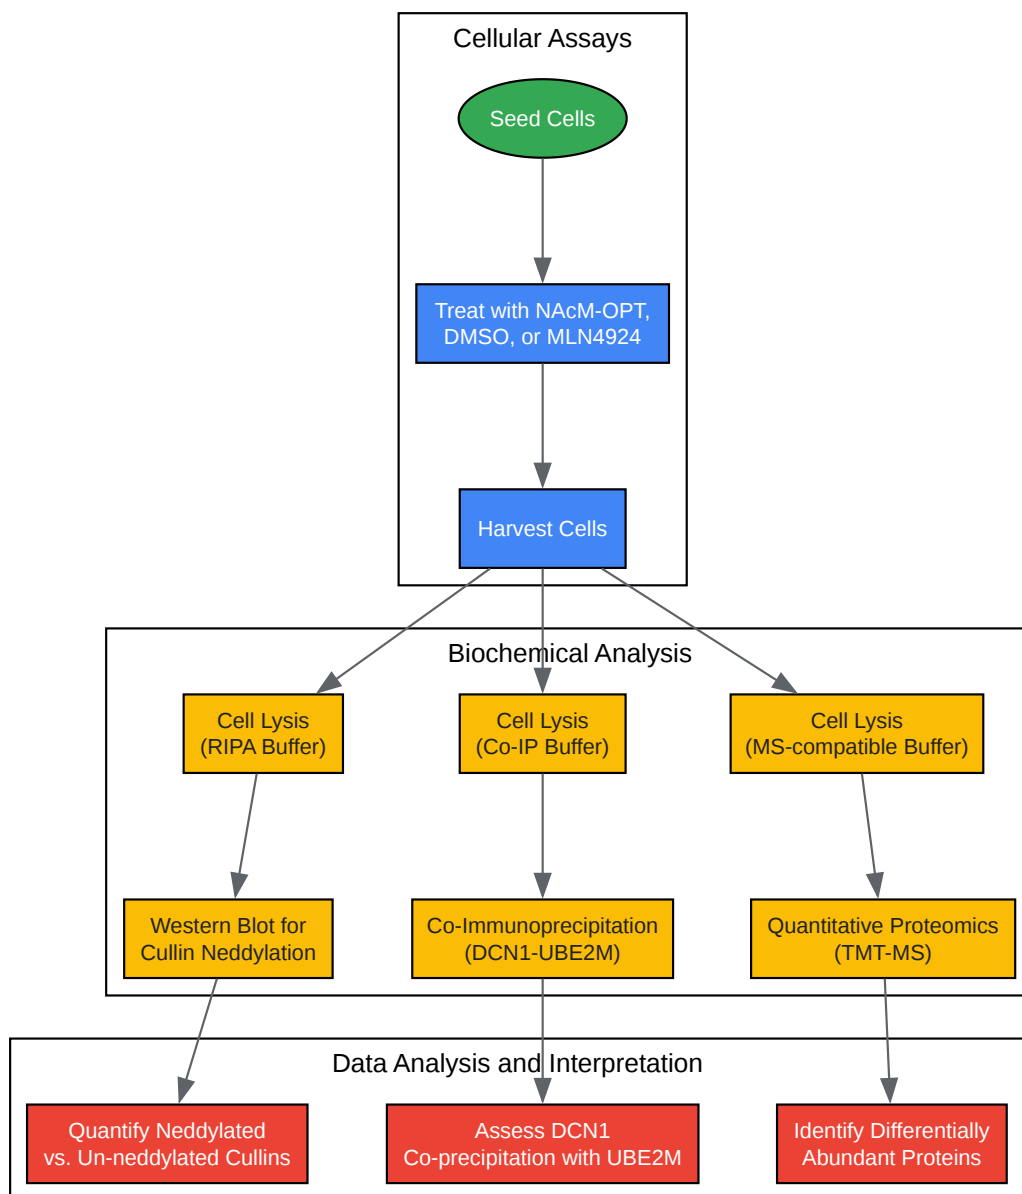 Cellular Assays
Seed Cells
Treat with NAcM-OPT,
DMSO, or MLN4924
Harvest Cells
Biochemical Analysis
Cell Lysis
(RIPA Buffer)
Cell Lysis
(Co-IP Buffer)
Cell Lysis
(MS-compatible Buffer)
Western Blot for
Cullin Neddylation
Co-Immunoprecipitation
(DCN1-UBE2M)
Quantitative Proteomics
(TMT-MS)
Data Analysis and Interpretation
Quantify Neddylated
vs. Un-neddylated Cullins
Assess DCN1
Co-precipitation with UBE2M
Identify Differentially
Abundant Proteins